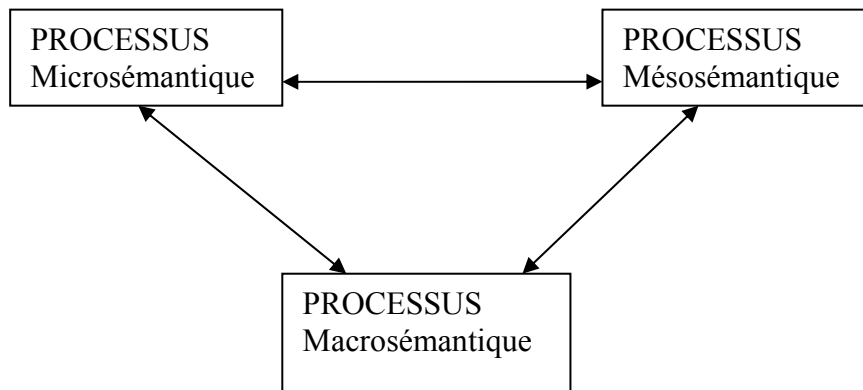 PROCESSUS
Microsémantique
PROCESSUS
Mésosémantique
PROCESSUS
Macrosémantique